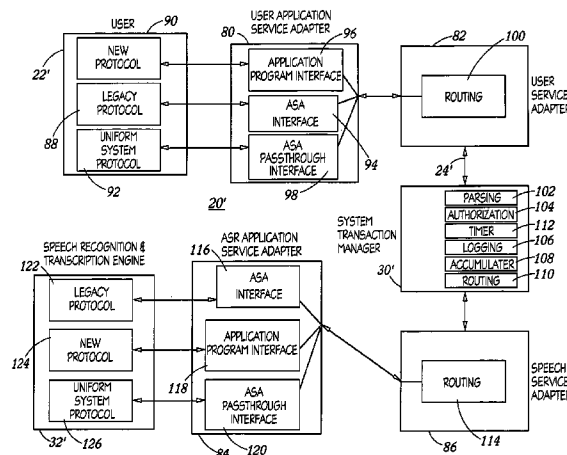 USER
90
22'
NEW
PROTOCOL
LEGACY
PROTOCOL
88
UNIFORM
SYSTEM
PROTOCOL
92
80
USER APPLICATION
SERVICE ADAPTER
96
APPLICATION
PROGRAM INTERFACE
ASA
INTERFACE
94
ASA
PASSTHROUGH
INTERFACE
98
82
100
ROUTING
USER
SERVICE
ADAPTER
24'
20'
SYSTEM
TRANSACTION
MANAGER
PARSING
102
AUTHORIZATION
104
TIMER
112
LOGGING
106
ACCUMULATER
108
ROUTING
110
30'
SPEECH RECOGNITION &
TRANSCRIPTION ENGINE
122
LEGACY
PROTOCOL
124
NEW
PROTOCOL
UNIFORM
SYSTEM
PROTOCOL
126
32'
116
ASR APPLICATION
SERVICE ADAPTER
ASA
INTERFACE
APPLICATION
PROGRAM INTERFACE
118
ASA
PASSTHROUGH
INTERFACE
120
84
ROUTING
SPEECH
SERVICE
ADAPTER
86
114